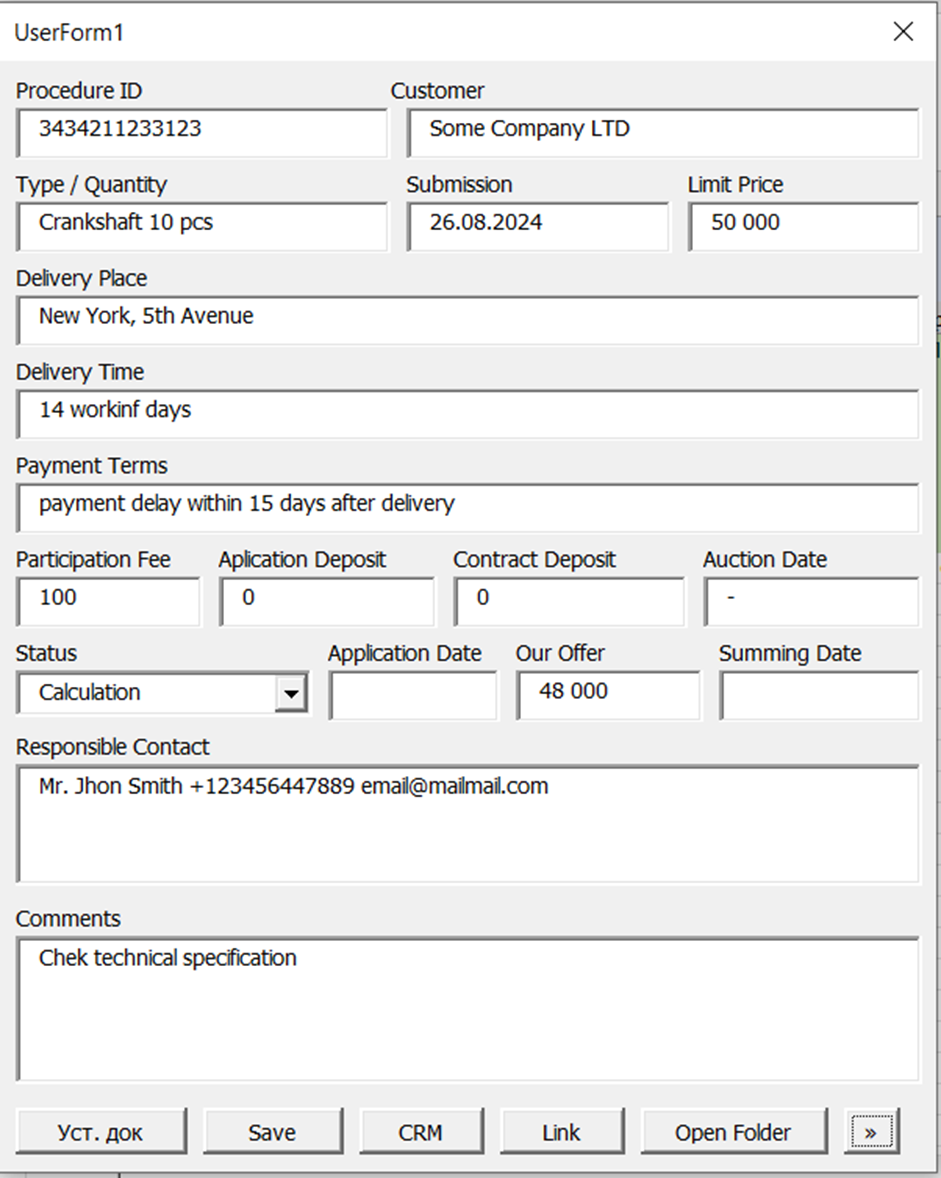 UserForm1
Procedure ID Customer
3434211233123 Some Company LTD
Type / Quantity Submission Limit Price
Crankshaft 10 pcs 26.08.2024 50 000
Delivery Place
New York, 5th Avenue
Delivery Time
14 workinf days
Payment Terms
payment delay within 15 days after delivery
Participation Fee Aplication Deposit Contract Deposit Auction Date
100 0 0 -
Status Application Date Our Offer Summing Date
Calculation 48 000
Responsible Contact
Mr. Jhon Smith +123456447889 email@mailmail.com
Comments
Chek technical specification
Уст. док Save CRM Link Open Folder »